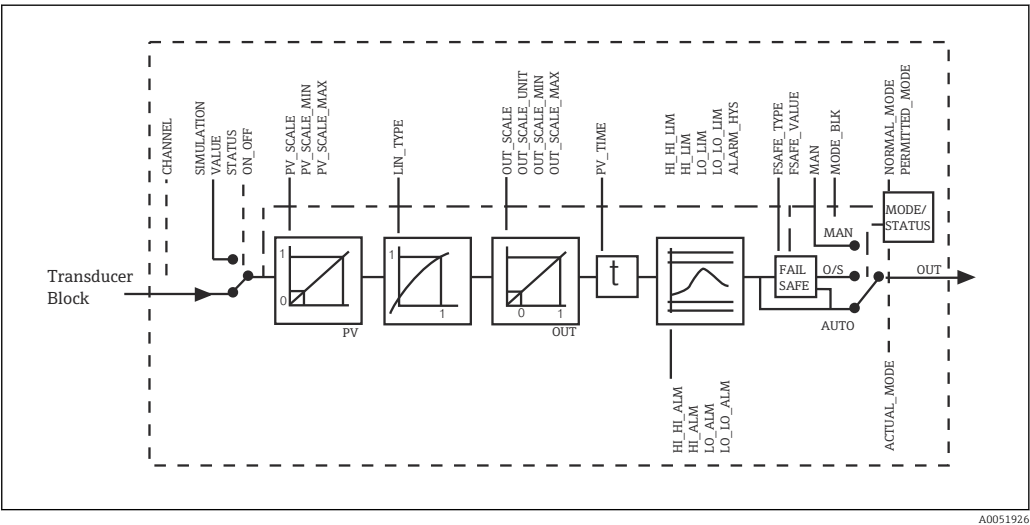 CHANNEL
SIMULATION
VALUE
STATUS
ON_OFF
PV_SCALE
PV_SCALE_MIN
PV_SCALE_MAX
LIN_TYPE
OUT_SCALE
OUT_SCALE_UNIT
OUT_SCALE_MIN
OUT_SCALE_MAX
PV_TIME
HI_HI_LIM
HI_LIM
LO_LIM
LO_LO_LIM
ALARM_HYS
FSAFE_TYPE
FSAFE_VALUE
MAN
MODE_BLK
NORMAL_MODE
PERMITTED_MODE
MODE/
STATUS
MAN
Transducer
Block
1
0
PV
1
1
0
1
OUT
t
FAIL
SAFE
O/S
AUTO
OUT
HI_HI_ALM
HI_ALM
LO_ALM
LO_LO_ALM
ACTUAL_MODE
A0051926